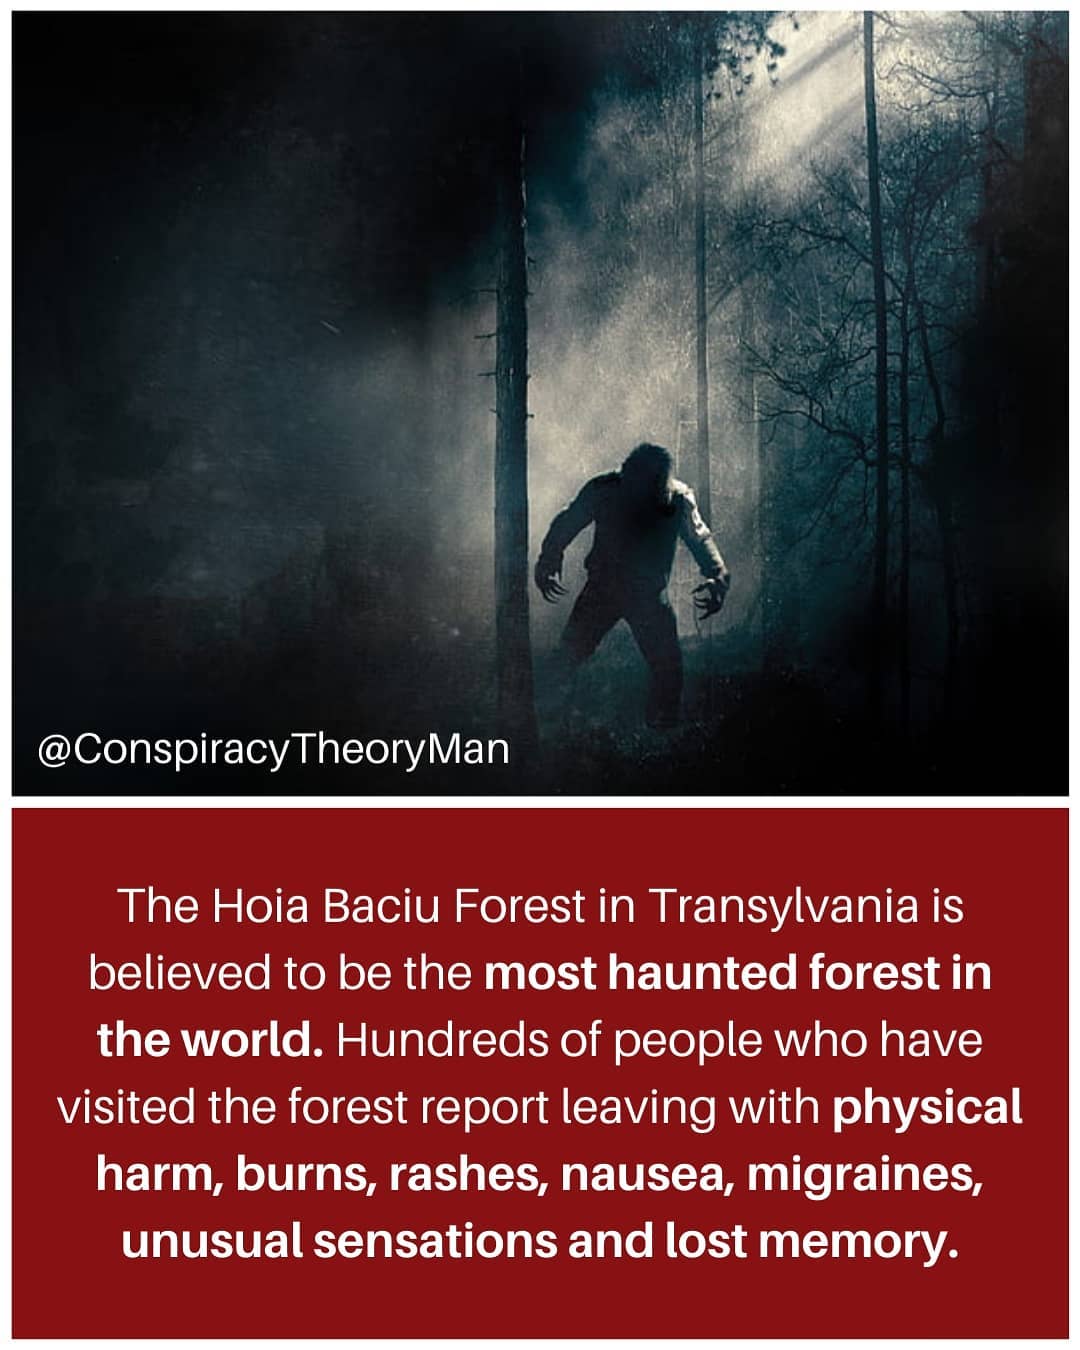 @ConspiracyTheoryMan
The Hoia Baciu Forest in Transylvania is
believed to be the most haunted forest in
the world. Hundreds of people who have
visited the forest report leaving with physical
harm, burns, rashes, nausea, migraines,
unusual sensations and lost memory.